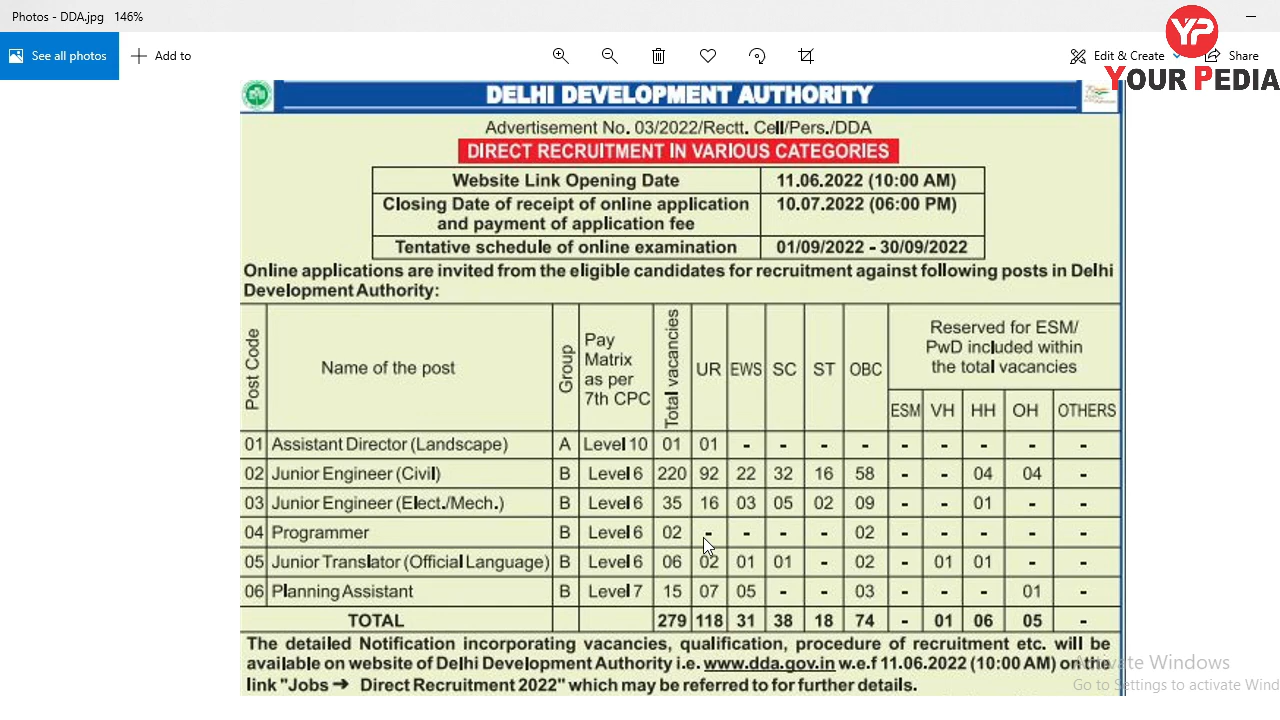 Photos - DDA.jpg 146%
See all photos
Add to
Edit & Create
Share
YP
YOUR PEDIA
DELHI DEVELOPMENT AUTHORITY
Advertisement No. 03/2022/Rectt. Cell/Pers./DDA
DIRECT RECRUITMENT IN VARIOUS CATEGORIES
Website Link Opening Date 11.06.2022 (10:00 AM)
Closing Date of receipt of online application 10.07.2022 (06:00 PM)
and payment of application fee
Tentative schedule of online examination 01/09/2022 - 30/09/2022
Online applications are invited from the eligible candidates for recruitment against following posts in Delhi
Development Authority:
Post Code
Name of the post
Group
Pay
Matrix
as per
7th CPC
Total vacancies
UR EWS SC ST OBC
Reserved for ESM/
PwD included within
the total vacancies
ESM VH HH OH OTHERS
01 Assistant Director (Landscape) A Level 10 01 01 - - - - - - - - -
02 Junior Engineer (Civil) B Level 6 220 92 22 32 16 58 - - 04 04 -
03 Junior Engineer (Elect./Mech.) B Level 6 35 16 03 05 02 09 - - 01 - -
04 Programmer B Level 6 02 - - - - 02 - - - - -
05 Junior Translator (Official Language) B Level 6 06 02 01 01 - 02 - 01 01 - -
06 Planning Assistant B Level 7 15 07 05 - - 03 - - - 01 -
TOTAL 279 118 31 38 18 74 - 01 06 05 -
The detailed Notification incorporating vacancies, qualification, procedure of recruitment etc. will be
available on website of Delhi Development Authority i.e. www.dda.gov.in w.e.f 11.06.2022 (10:00 AM) on the
link "Jobs → Direct Recruitment 2022" which may be referred to for further details.
Activate Windows
Go to Settings to activate Wind